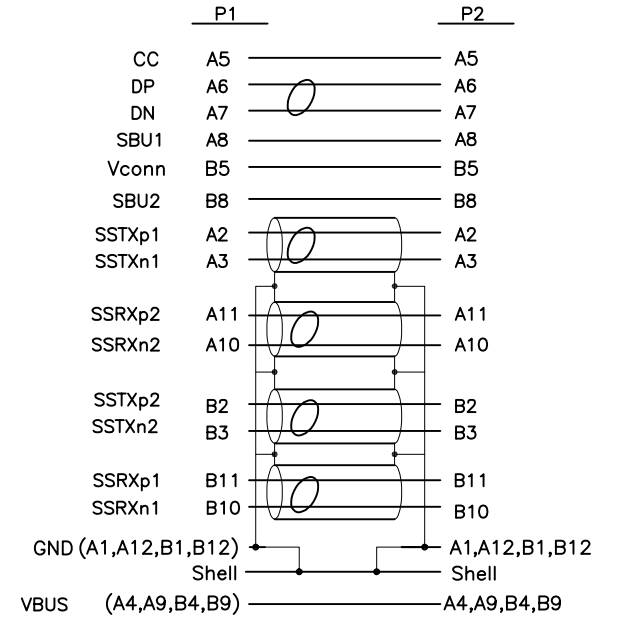 P1 P2
CC A5 A5
DP A6 A6
DN A7 A7
SBU1 A8 A8
Vconn B5 B5
SBU2 B8 B8
SSTXp1 A2 A2
SSTXn1 A3 A3
SSRXp2 A11 A11
SSRXn2 A10 A10
SSTXp2 B2 B2
SSTXn2 B3 B3
SSRXp1 B11 B11
SSRXn1 B10 B10
GND (A1,A12,B1,B12) A1,A12,B1,B12
Shell Shell
VBUS (A4,A9,B4,B9) A4,A9,B4,B9